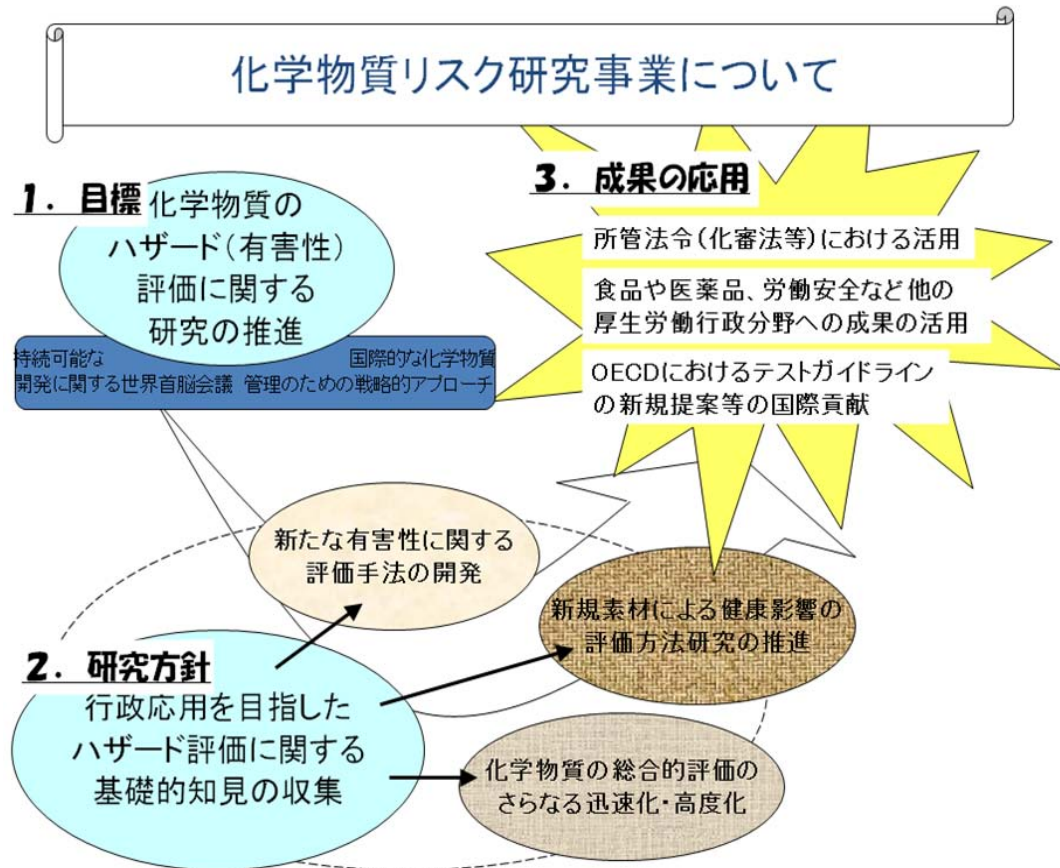 化学物質リスク研究事業について
1. 目標
化学物質の
ハザード(有害性)
評価に関する
研究の推進
持続可能な
開発に関する世界首脳会議
国際的な化学物質
管理のための戦略的アプローチ
3. 成果の応用
所管法令(化審法等)における活用
食品や医薬品、労働安全など他の
厚生労働行政分野への成果の活用
OECDにおけるテストガイドライン
の新規提案等の国際貢献
新たな有害性に関する
評価手法の開発
新規素材による健康影響の
評価方法研究の推進
2. 研究方針
行政応用を目指した
ハザード評価に関する
基礎的知見の収集
化学物質の総合的評価の
さらなる迅速化・高度化